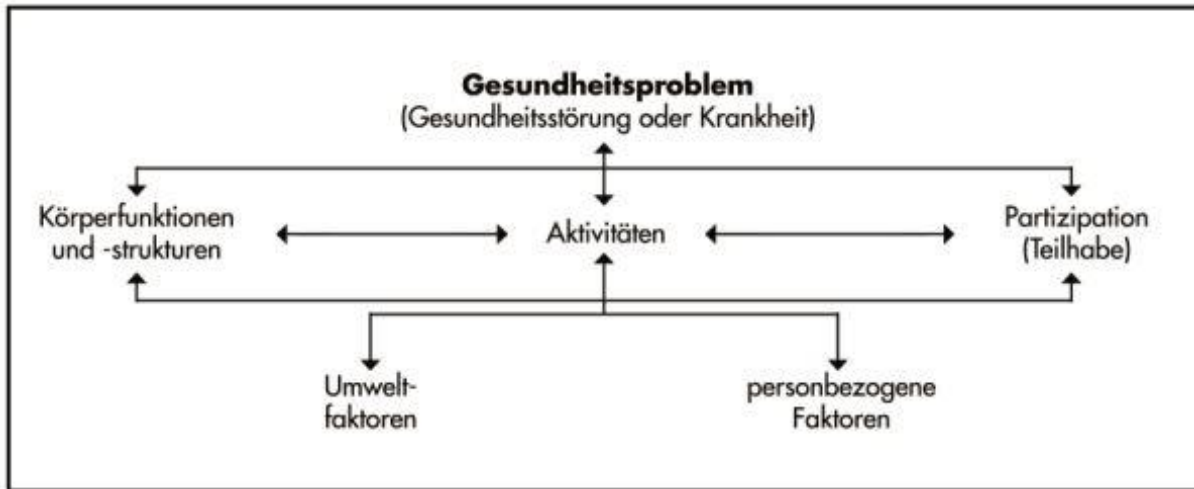 Gesundheitsproblem
(Gesundheitsstörung oder Krankheit)
Körperfunktionen
und -strukturen
Aktivitäten
Partizipation
(Teilhabe)
Umwelt-
faktoren
personbezogene
Faktoren